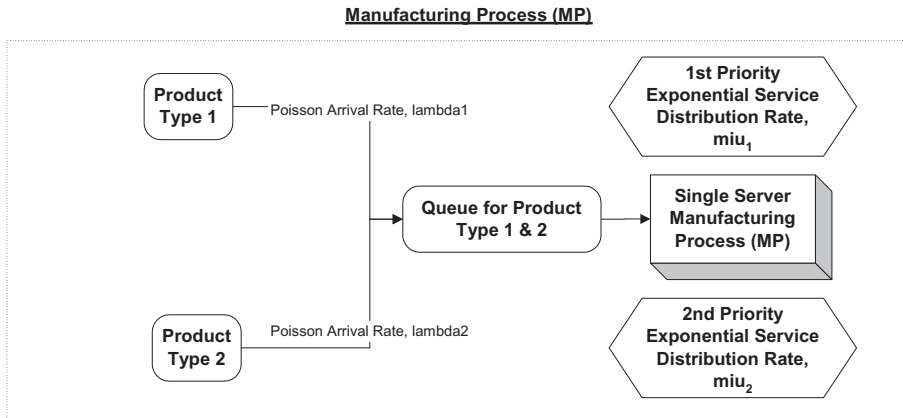 Manufacturing Process (MP)
Product
Type 1
Poisson Arrival Rate, lambda1
1st Priority
Exponential Service
Distribution Rate,
miu1
Queue for Product
Type 1 & 2
Single Server
Manufacturing
Process (MP)
Product
Type 2
Poisson Arrival Rate, lambda2
2nd Priority
Exponential Service
Distribution Rate,
miu2